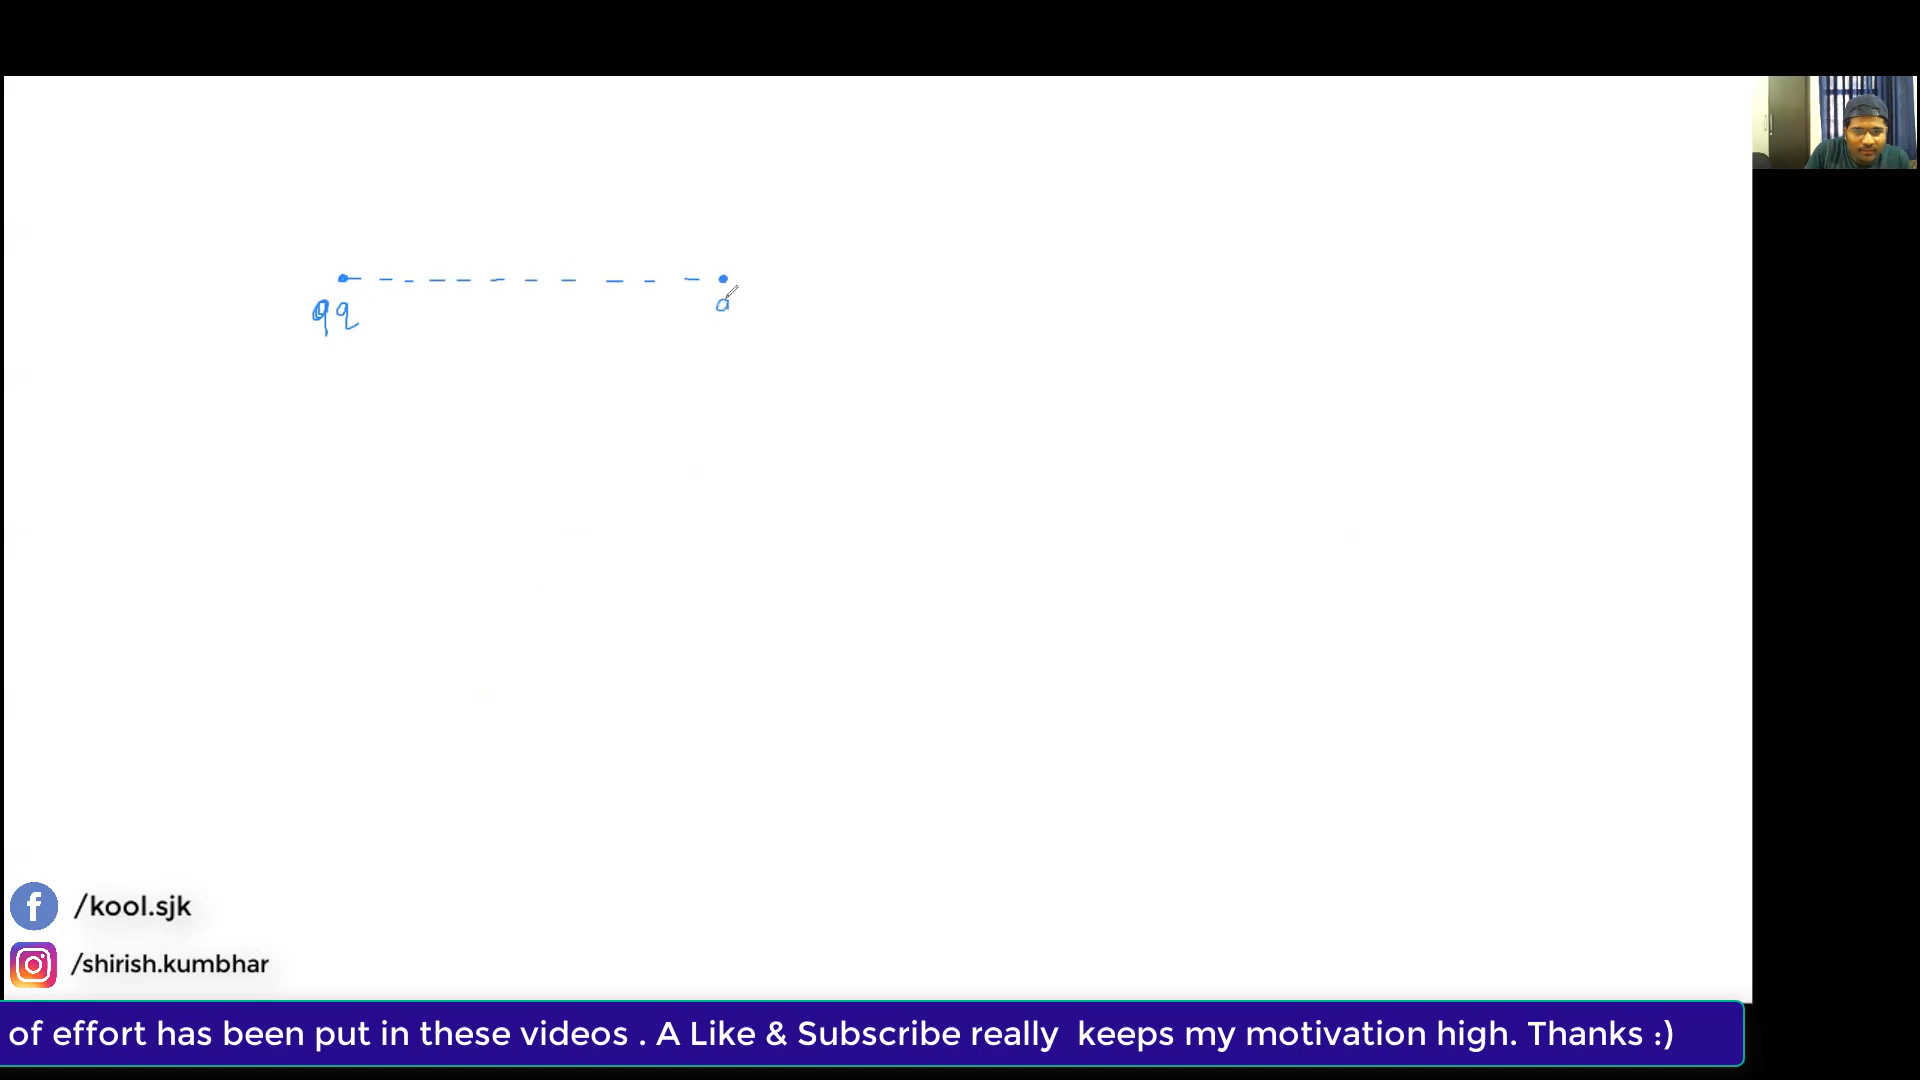 qq
a
/kool.sjk
/shirish.kumbhar
of effort has been put in these videos . A Like & Subscribe really keeps my motivation high. Thanks :)